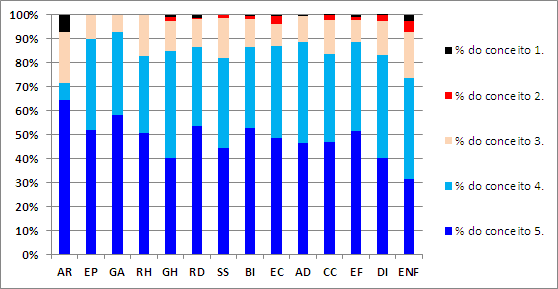 100%
90%
80%
70%
60%
50%
40%
30%
20%
10%
0%
AR EP GA RH GH RD SS BI EC AD CC EF DI ENF
% do conceito 1.
% do conceito 2.
% do conceito 3.
% do conceito 4.
% do conceito 5.